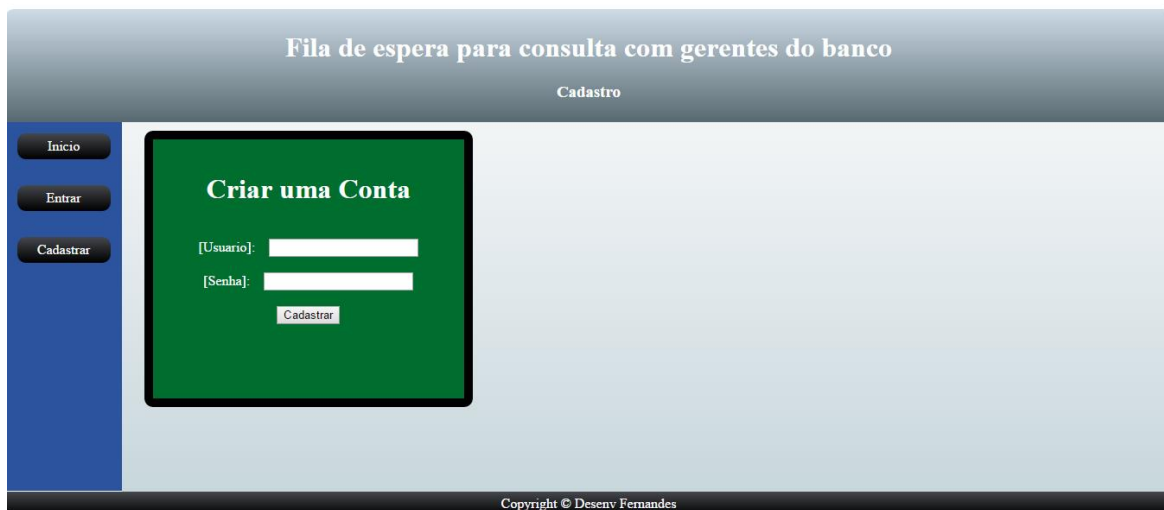 Fila de espera para consulta com gerentes do banco
Cadastro
Inicio
Entrar
Cadastrar
Criar uma Conta
[Usuario]:
[Senha]:
Cadastrar
Copyright © Desenv Fernandes